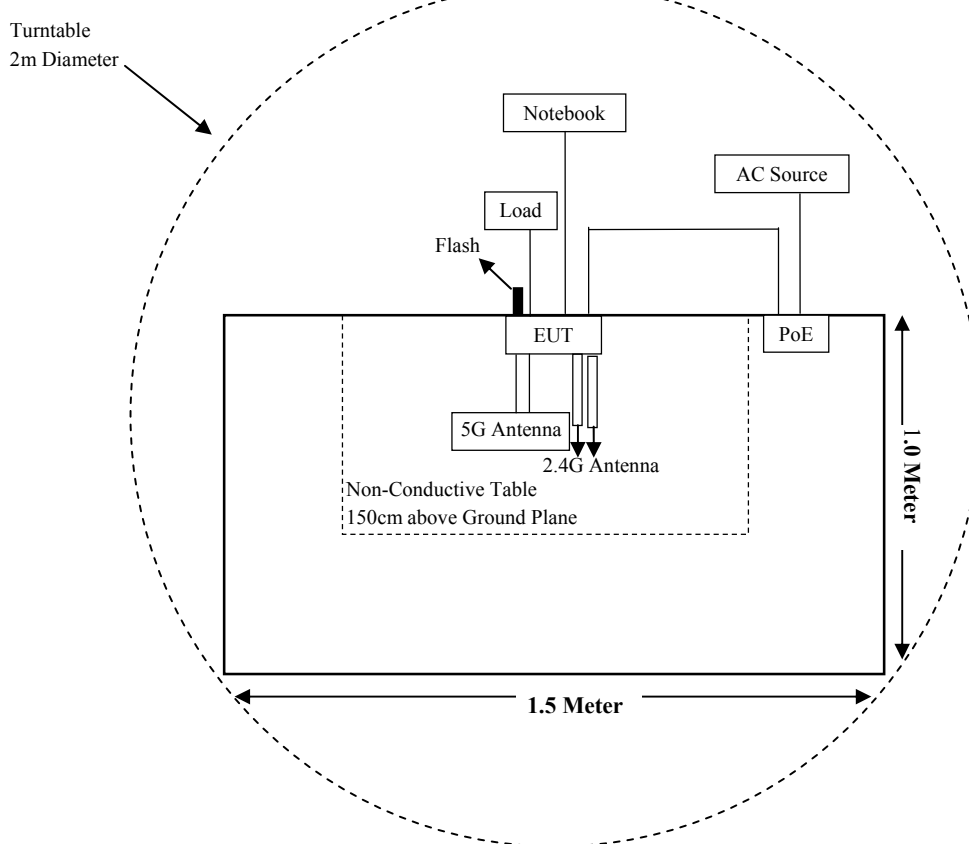 Turntable
2m Diameter
Notebook
AC Source
Load
Flash
EUT
PoE
5G Antenna
2.4G Antenna
Non-Conductive Table
150cm above Ground Plane
1.0 Meter
1.5 Meter